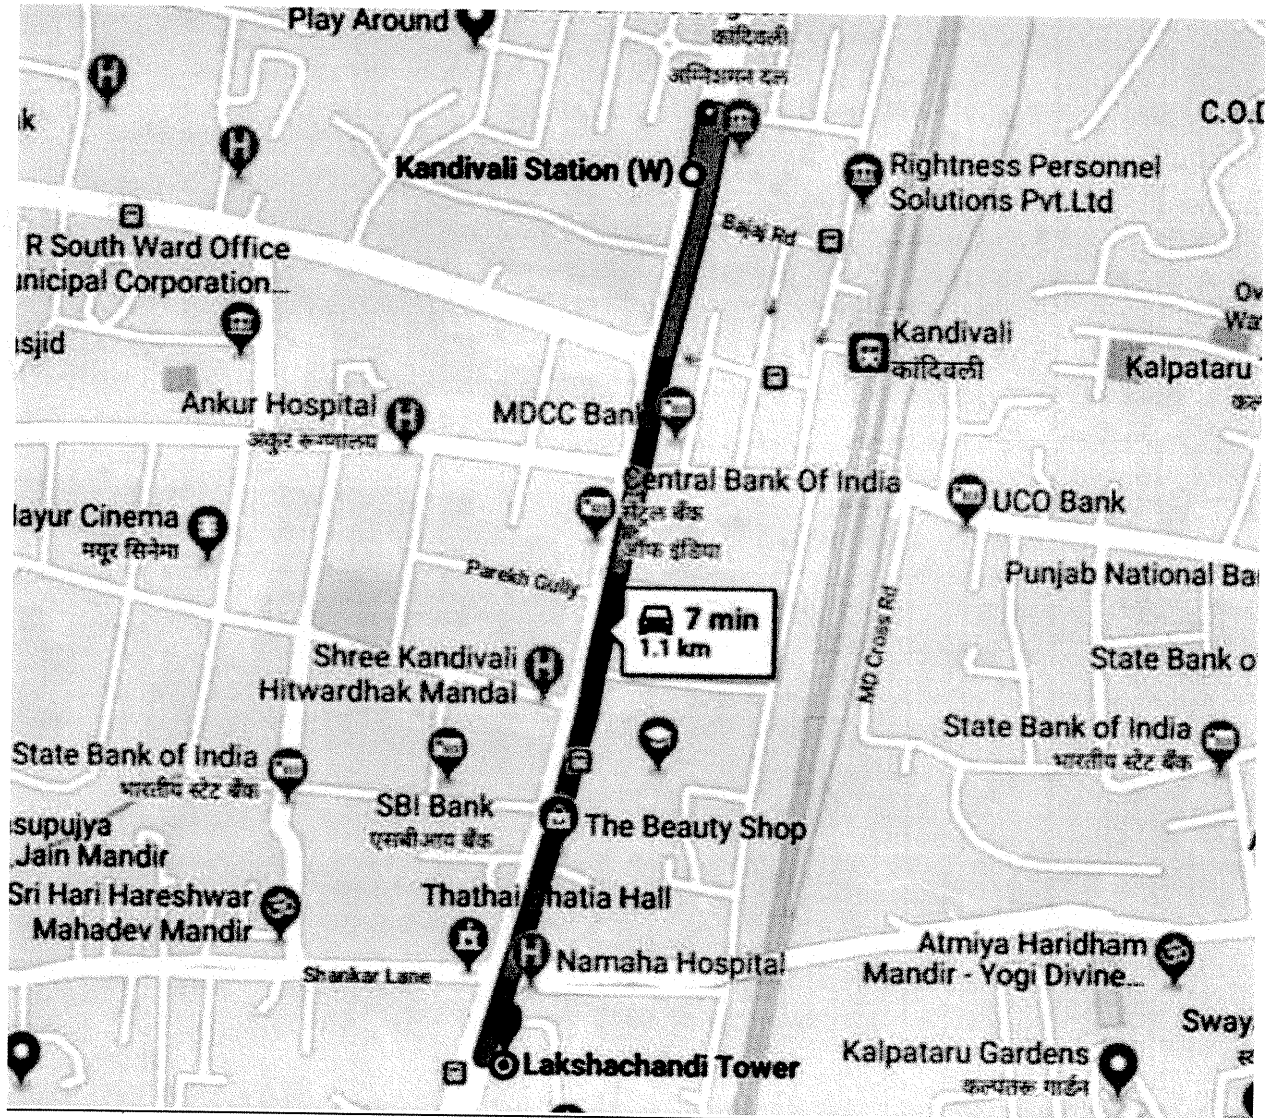 Play Around
कांदिवली
अग्निशमन दल
C.O.D
Kandivali Station (W)
Rightness Personnel
Solutions Pvt.Ltd
Bajaj Rd
R South Ward Office
unicipal Corporation...
asjid
Kandivali
कांदिवली
Kalpataru
Ankur Hospital
अंकुर रूग्णालय
MDCC Bank
Central Bank Of India
सेंट्रल बँक
ऑफ इंडिया
UCO Bank
layur Cinema
मयूर सिनेमा
Parekh Gully
Punjab National Ba
7 min
1.1 km
MD Cross Rd
Shree Kandivali
Hitwardhak Mandal
State Bank o
State Bank of India
भारतीय स्टेट बँक
State Bank of India
भारतीय स्टेट बँक
SBI Bank
एसबीआय बँक
The Beauty Shop
supujya
Jain Mandir
Sri Hari Hareshwar
Mahadev Mandir
Thathai Bhatia Hall
Namaha Hospital
Shankar Lane
Atmiya Haridham
Mandir - Yogi Divine...
Sway
Lakshachandi Tower
Kalpataru Gardens
कल्पतरू गार्डन